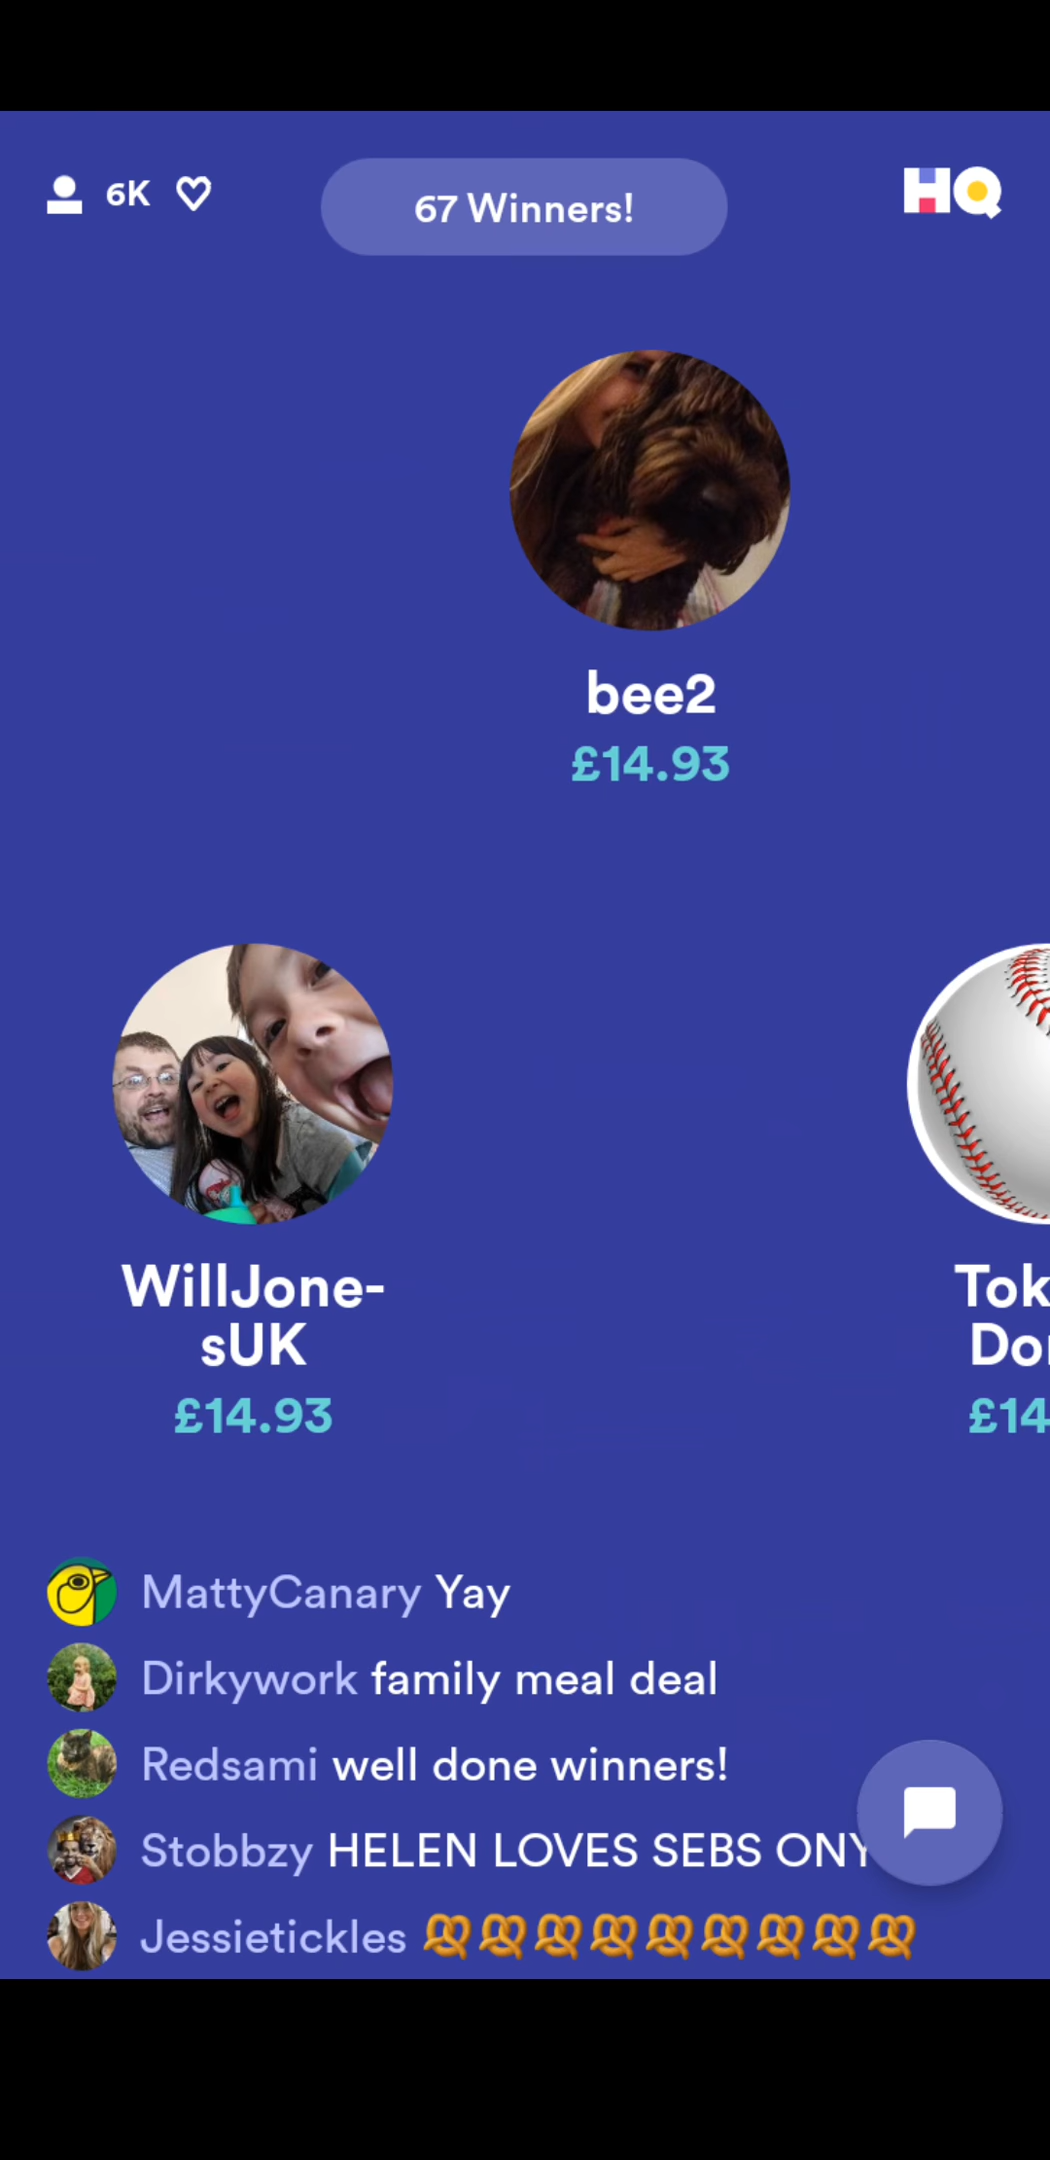 6K
67 Winners!
HQ
bee2
£14.93
WillJone-
sUK
£14.93
Tok
Do
£14
MattyCanary Yay
Dirkywork family meal deal
Redsami well done winners!
Stobbzy HELEN LOVES SEBS ONY
Jessietickles 🥨🥨🥨🥨🥨🥨🥨🥨🥨